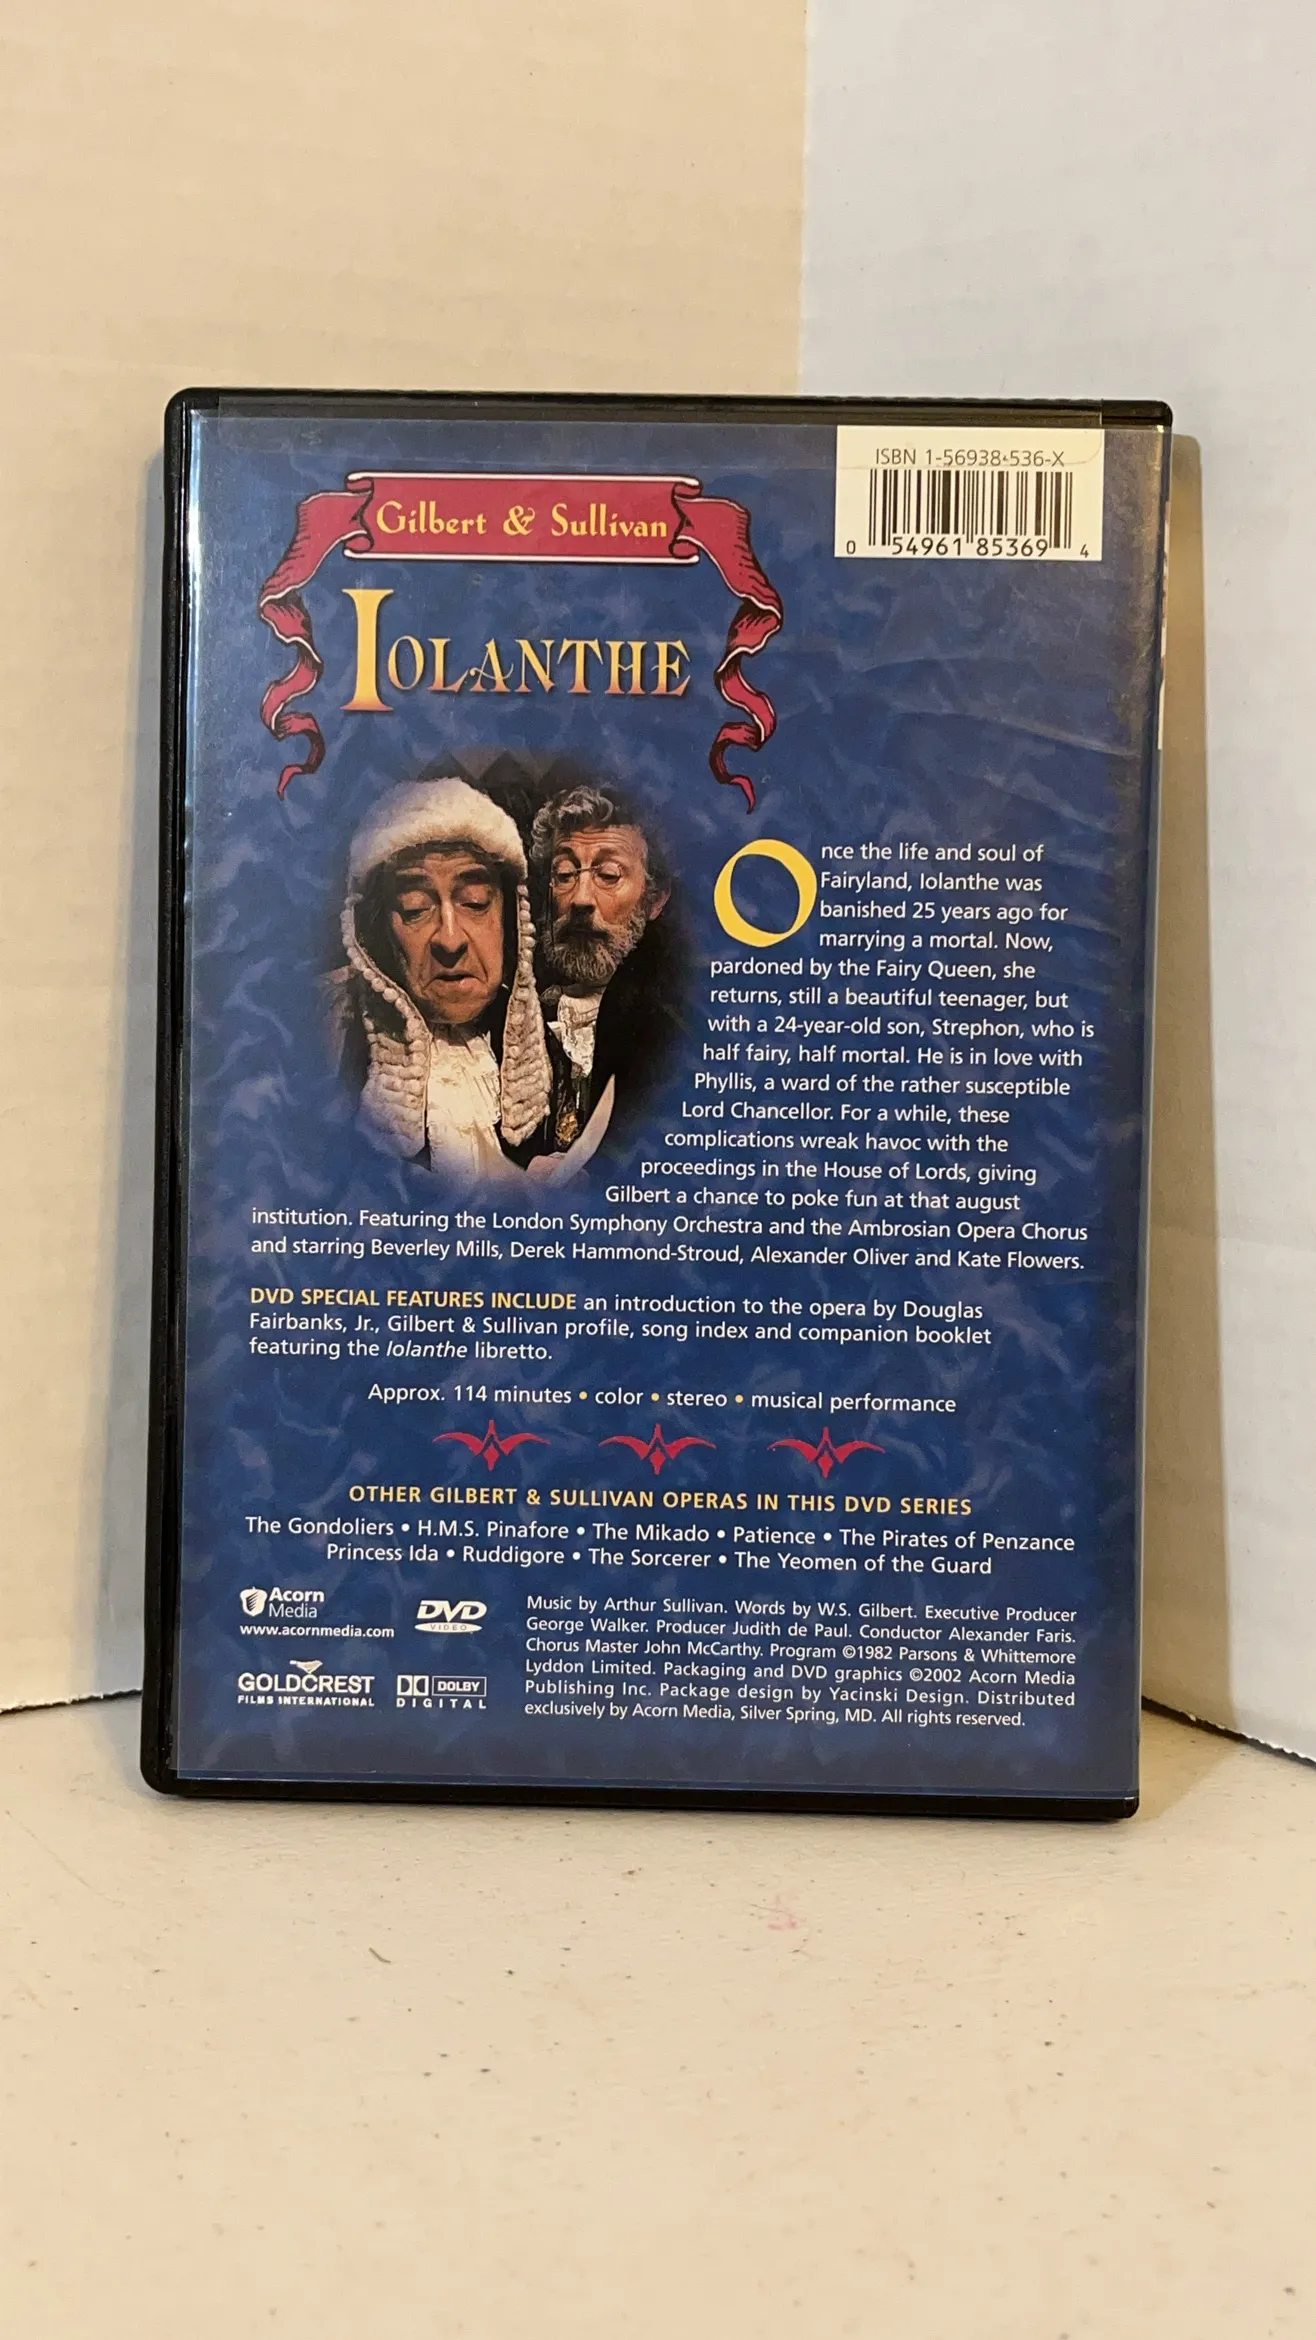 ISBN 1-56938-536-X
0 54961 85369 4
Gilbert & Sullivan
IOLANTHE
Once the life and soul of
Fairyland, Iolanthe was
banished 25 years ago for
marrying a mortal. Now,
pardoned by the Fairy Queen, she
returns, still a beautiful teenager, but
with a 24-year-old son, Strephon, who is
half fairy, half mortal. He is in love with
Phyllis, a ward of the rather susceptible
Lord Chancellor. For a while, these
complications wreak havoc with the
proceedings in the House of Lords, giving
Gilbert a chance to poke fun at that august
institution. Featuring the London Symphony Orchestra and the Ambrosian Opera Chorus
and starring Beverley Mills, Derek Hammond-Stroud, Alexander Oliver and Kate Flowers.
DVD SPECIAL FEATURES INCLUDE an introduction to the opera by Douglas
Fairbanks, Jr., Gilbert & Sullivan profile, song index and companion booklet
featuring the Iolanthe libretto.
Approx. 114 minutes • color • stereo • musical performance
OTHER GILBERT & SULLIVAN OPERAS IN THIS DVD SERIES
The Gondoliers • H.M.S. Pinafore • The Mikado • Patience • The Pirates of Penzance
Princess Ida • Ruddigore • The Sorcerer • The Yeomen of the Guard
Acorn
Media
www.acornmedia.com
DVD
VIDEO
GOLDCREST
FILMS INTERNATIONAL
DOLBY
DIGITAL
Music by Arthur Sullivan. Words by W.S. Gilbert. Executive Producer
George Walker. Producer Judith de Paul. Conductor Alexander Faris.
Chorus Master John McCarthy. Program ©1982 Parsons & Whittemore
Lyddon Limited. Packaging and DVD graphics ©2002 Acorn Media
Publishing Inc. Package design by Yacinski Design. Distributed
exclusively by Acorn Media, Silver Spring, MD. All rights reserved.